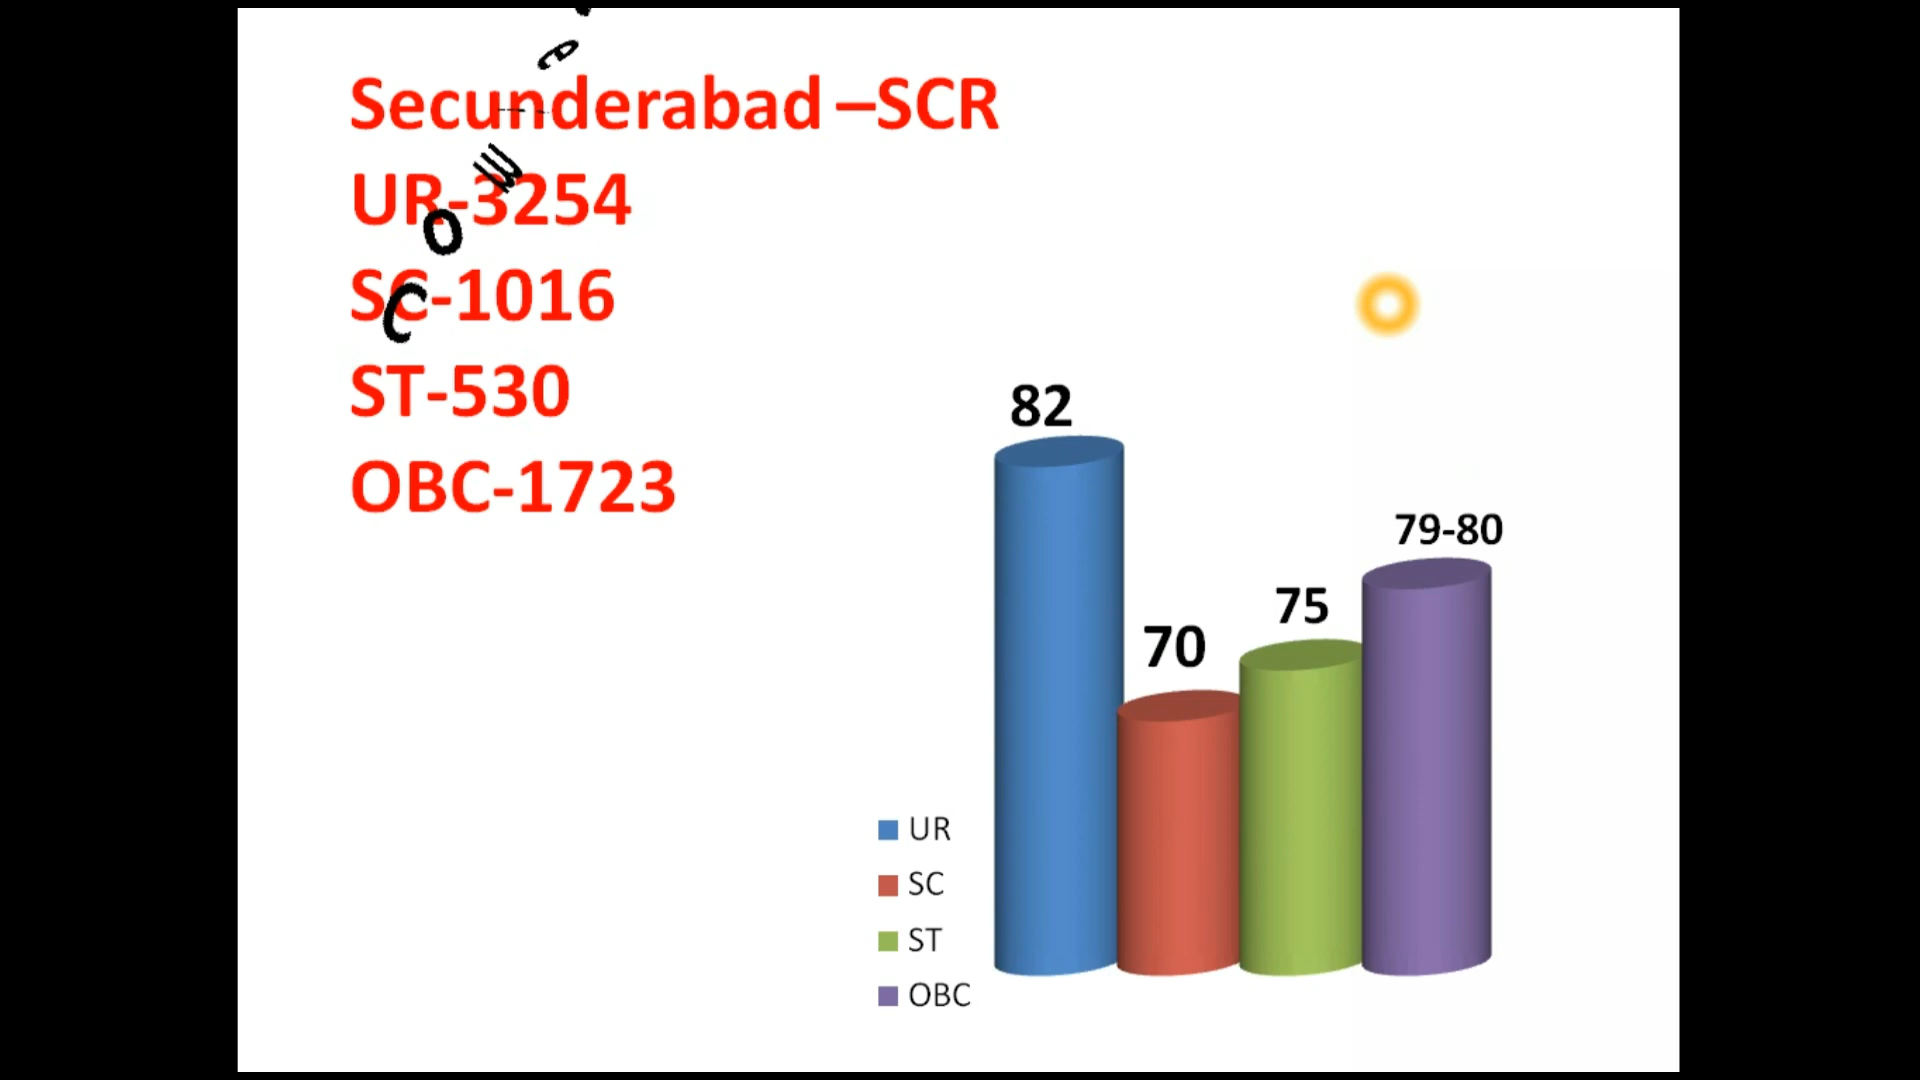 Secunderabad –SCR
UR-3254
SC-1016
ST-530
OBC-1723
82
70
75
79-80
UR
SC
ST
OBC